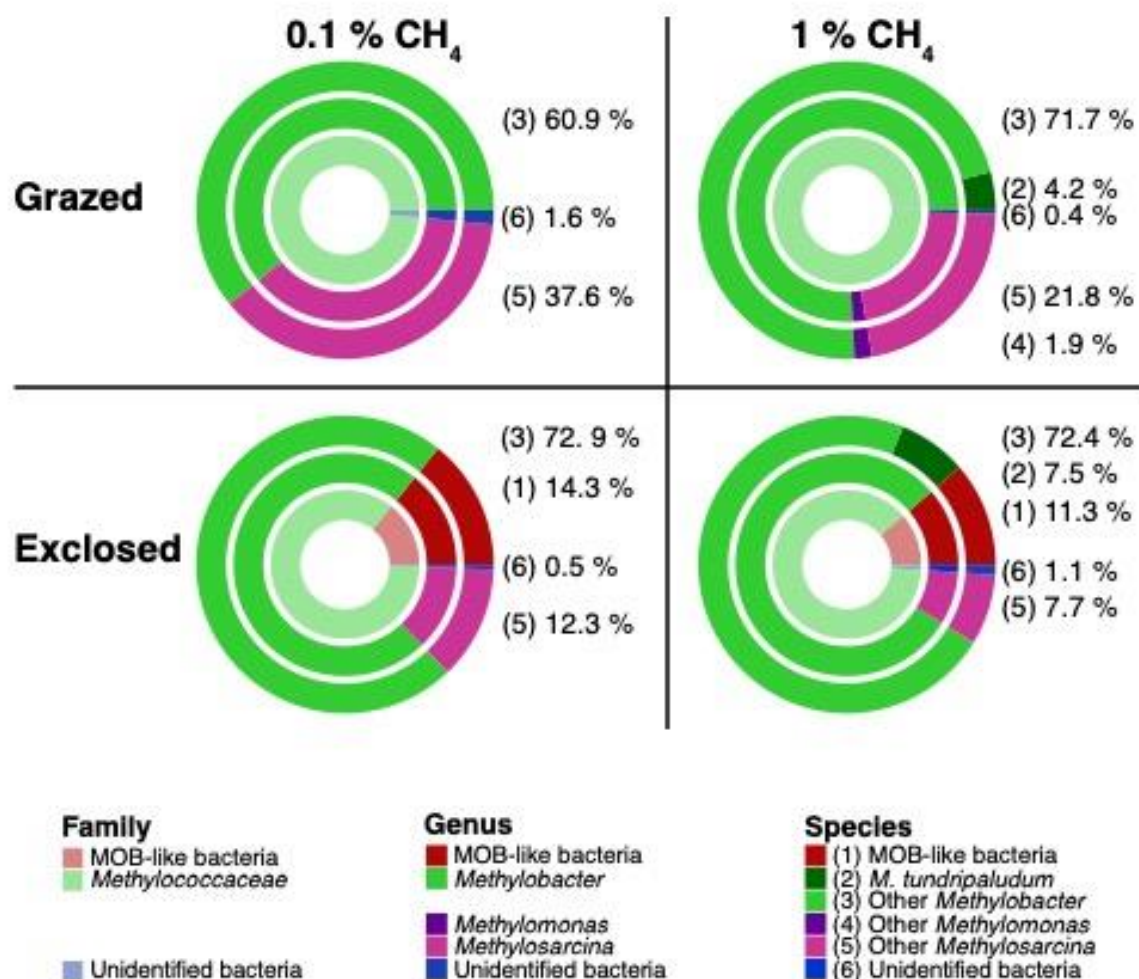 0.1 % CH4
1 % CH4
Grazed
(3) 60.9 %
(6) 1.6 %
(5) 37.6 %
(3) 71.7 %
(2) 4.2 %
(6) 0.4 %
(5) 21.8 %
(4) 1.9 %
Exclosed
(3) 72. 9 %
(1) 14.3 %
(6) 0.5 %
(5) 12.3 %
(3) 72.4 %
(2) 7.5 %
(1) 11.3 %
(6) 1.1 %
(5) 7.7 %
Family
MOB-like bacteria
Methylococcaceae
Unidentified bacteria
Genus
MOB-like bacteria
Methylobacter
Methylomonas
Methylosarcina
Unidentified bacteria
Species
(1) MOB-like bacteria
(2) M. tundripaludum
(3) Other Methylobacter
(4) Other Methylomonas
(5) Other Methylosarcina
(6) Unidentified bacteria